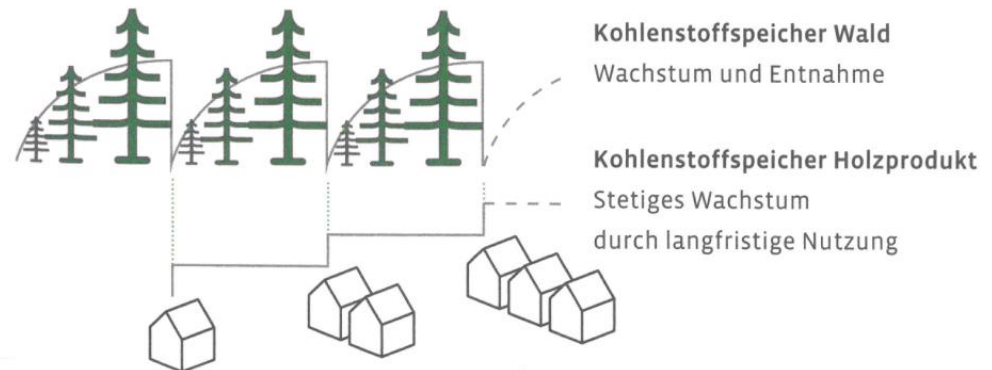 Kohlenstoffspeicher Wald
Wachstum und Entnahme
Kohlenstoffspeicher Holzprodukt
Stetiges Wachstum
durch langfristige Nutzung